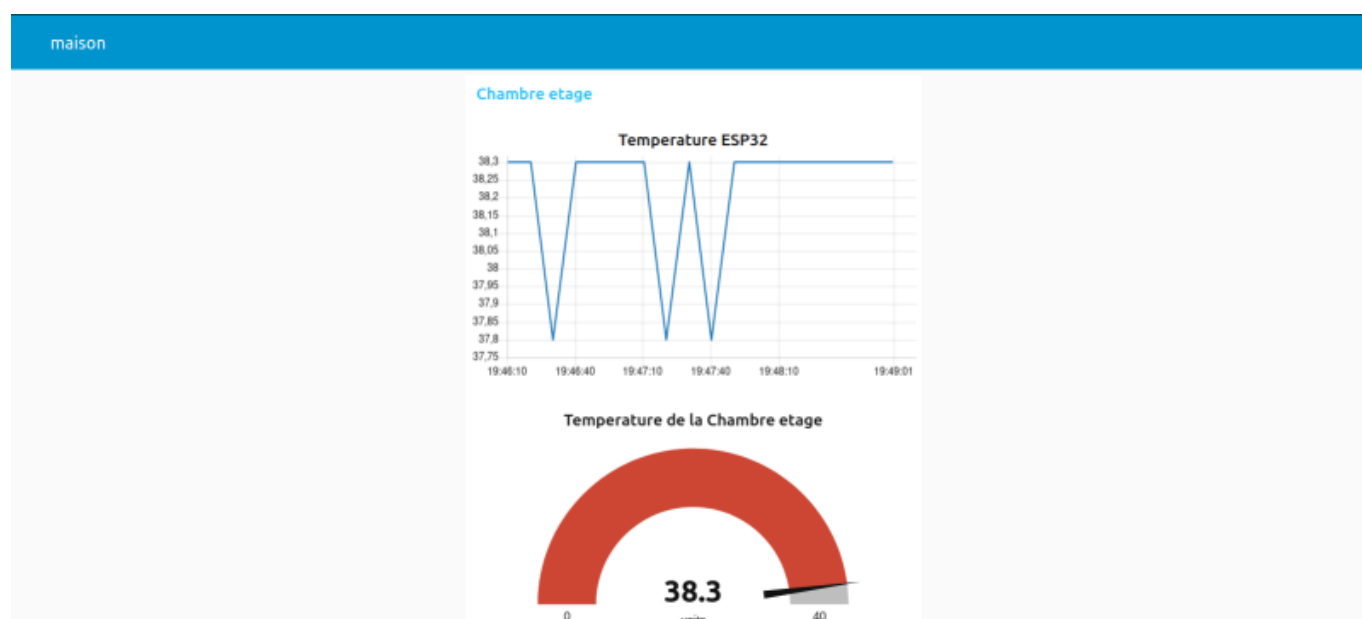 maison
Chambre etage
Temperature ESP32
38,3
38,25
38,2
38,15
38,1
38,05
38
37,95
37,9
37,85
37,8
37,75
19:46:10 19:46:40 19:47:10 19:47:40 19:48:10 19:49:01
Temperature de la Chambre etage
38.3
0 units 40